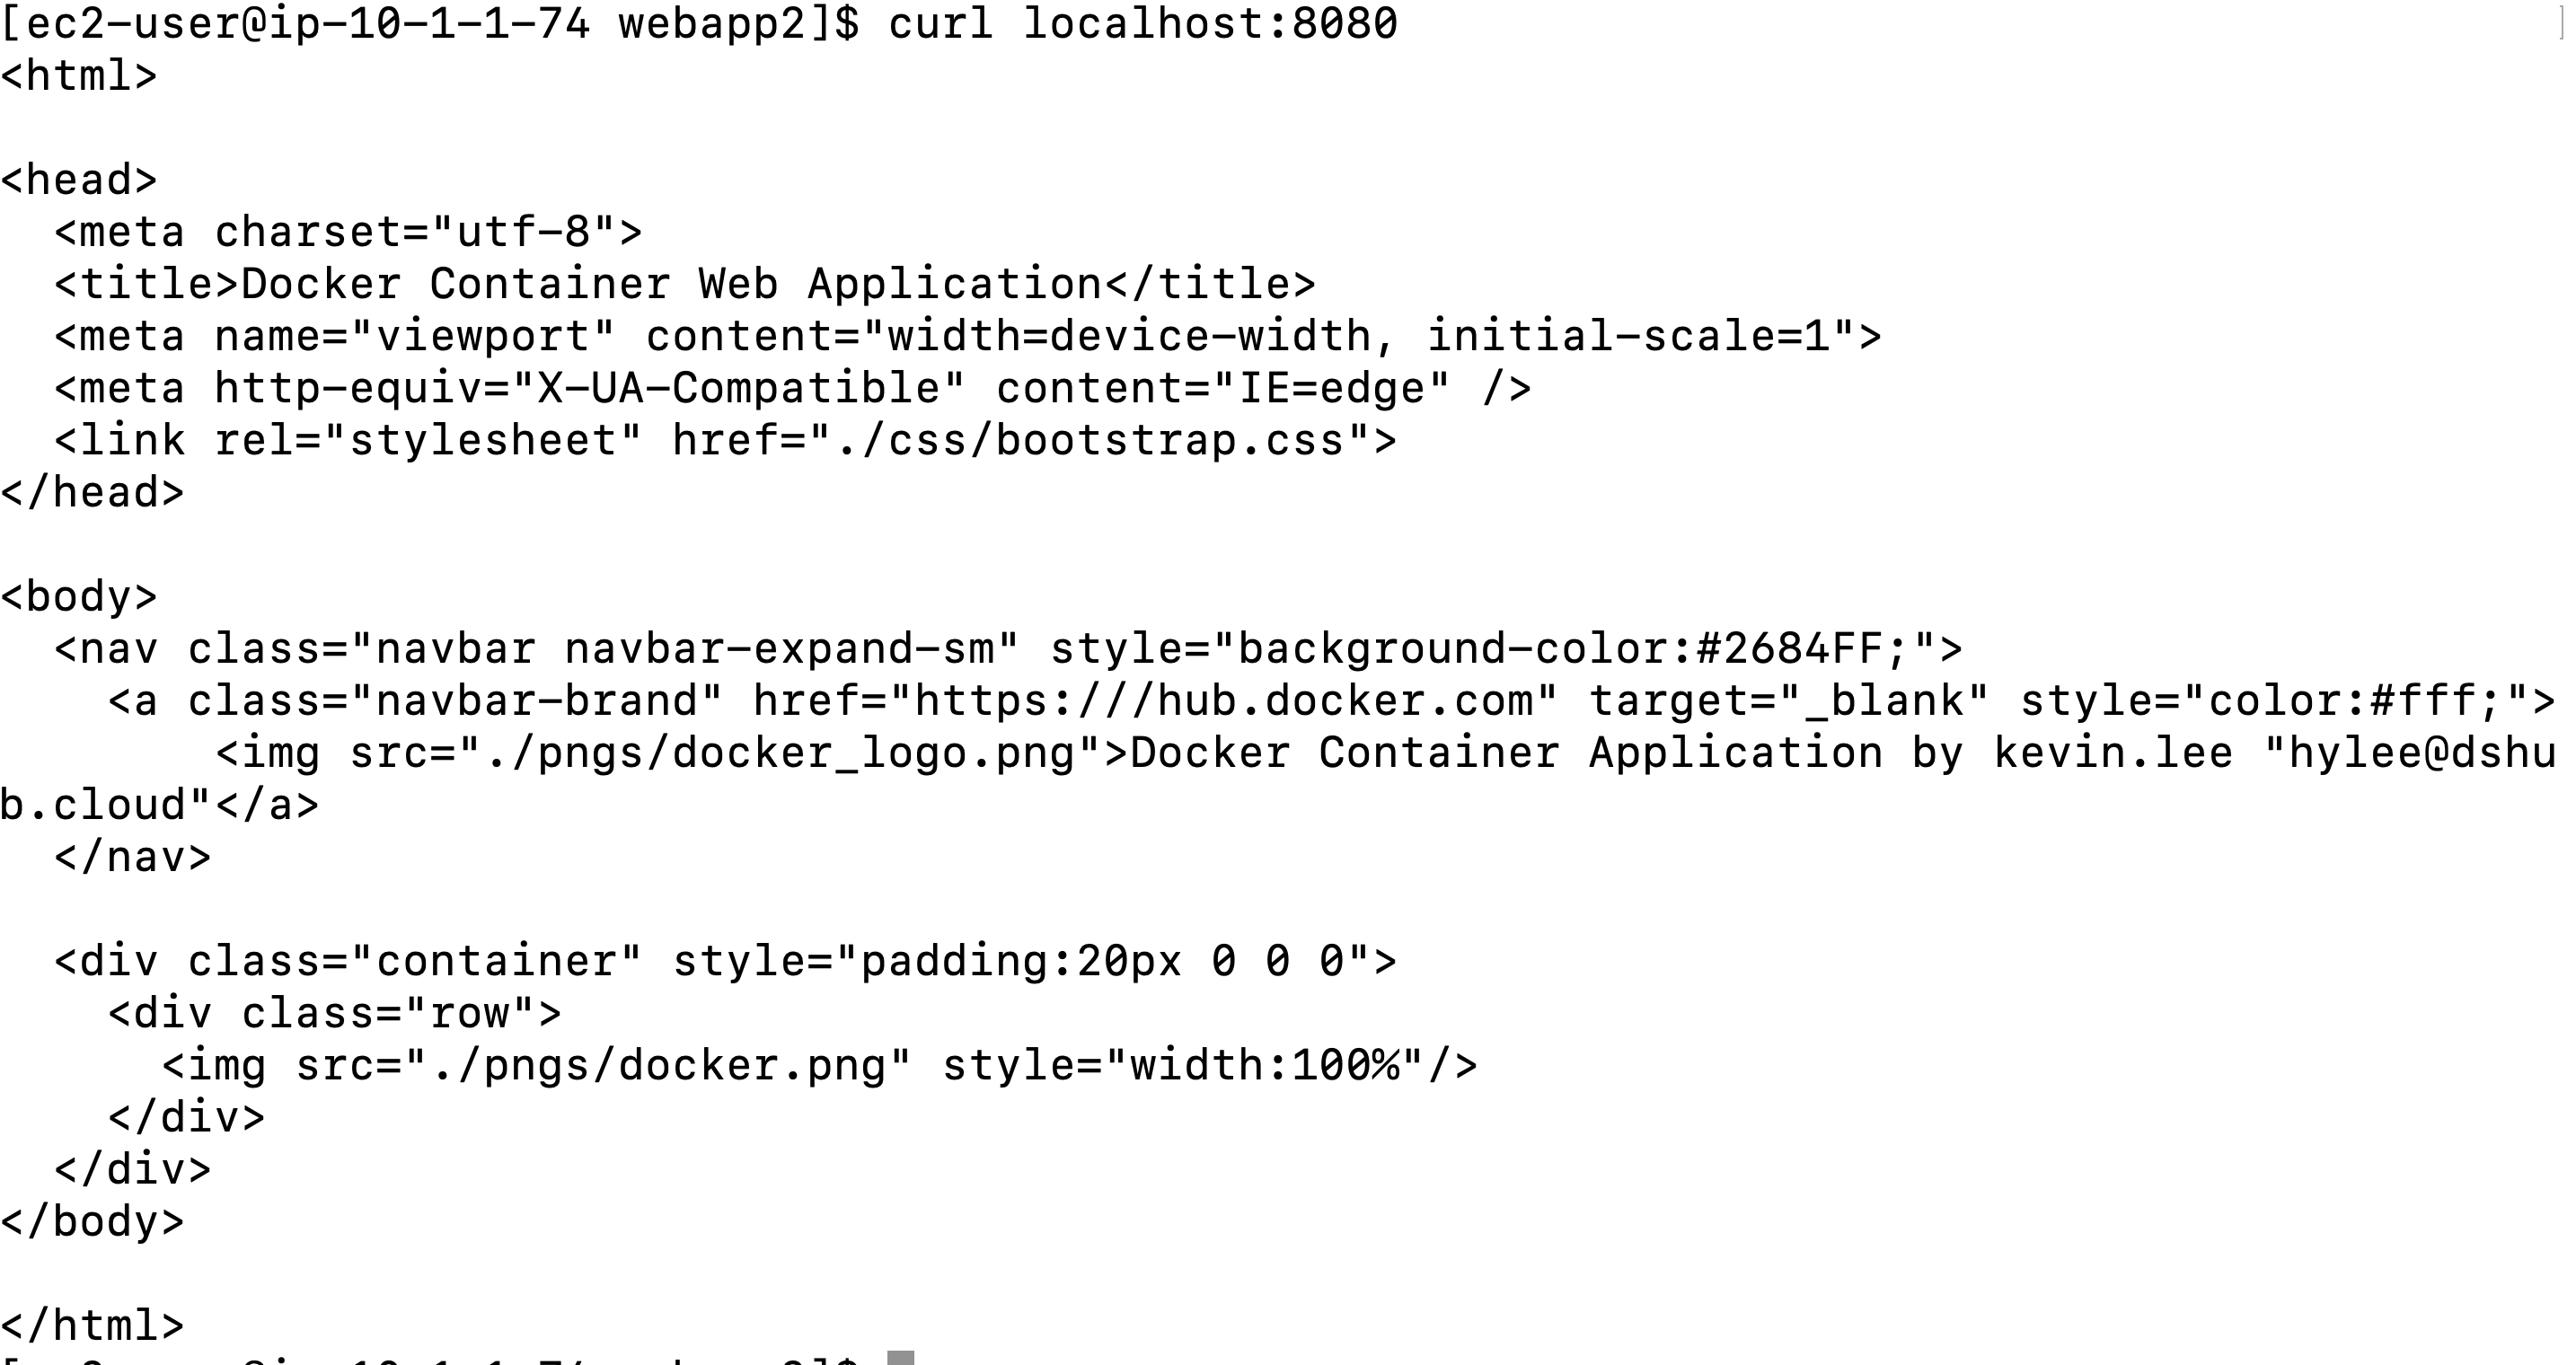 [ec2-user@ip-10-1-1-74 webapp2]$ curl localhost:8080 ]
<html>
<head>
  <meta charset="utf-8">
  <title>Docker Container Web Application</title>
  <meta name="viewport" content="width=device-width, initial-scale=1">
  <meta http-equiv="X-UA-Compatible" content="IE=edge" />
  <link rel="stylesheet" href="./css/bootstrap.css">
</head>
<body>
  <nav class="navbar navbar-expand-sm" style="background-color:#2684FF;">
    <a class="navbar-brand" href="https:///hub.docker.com" target="_blank" style="color:#fff;">
        <img src="./pngs/docker_logo.png">Docker Container Application by kevin.lee "hylee@dshu
b.cloud"</a>
  </nav>
  <div class="container" style="padding:20px 0 0 0">
    <div class="row">
      <img src="./pngs/docker.png" style="width:100%"/>
    </div>
  </div>
</body>
</html>